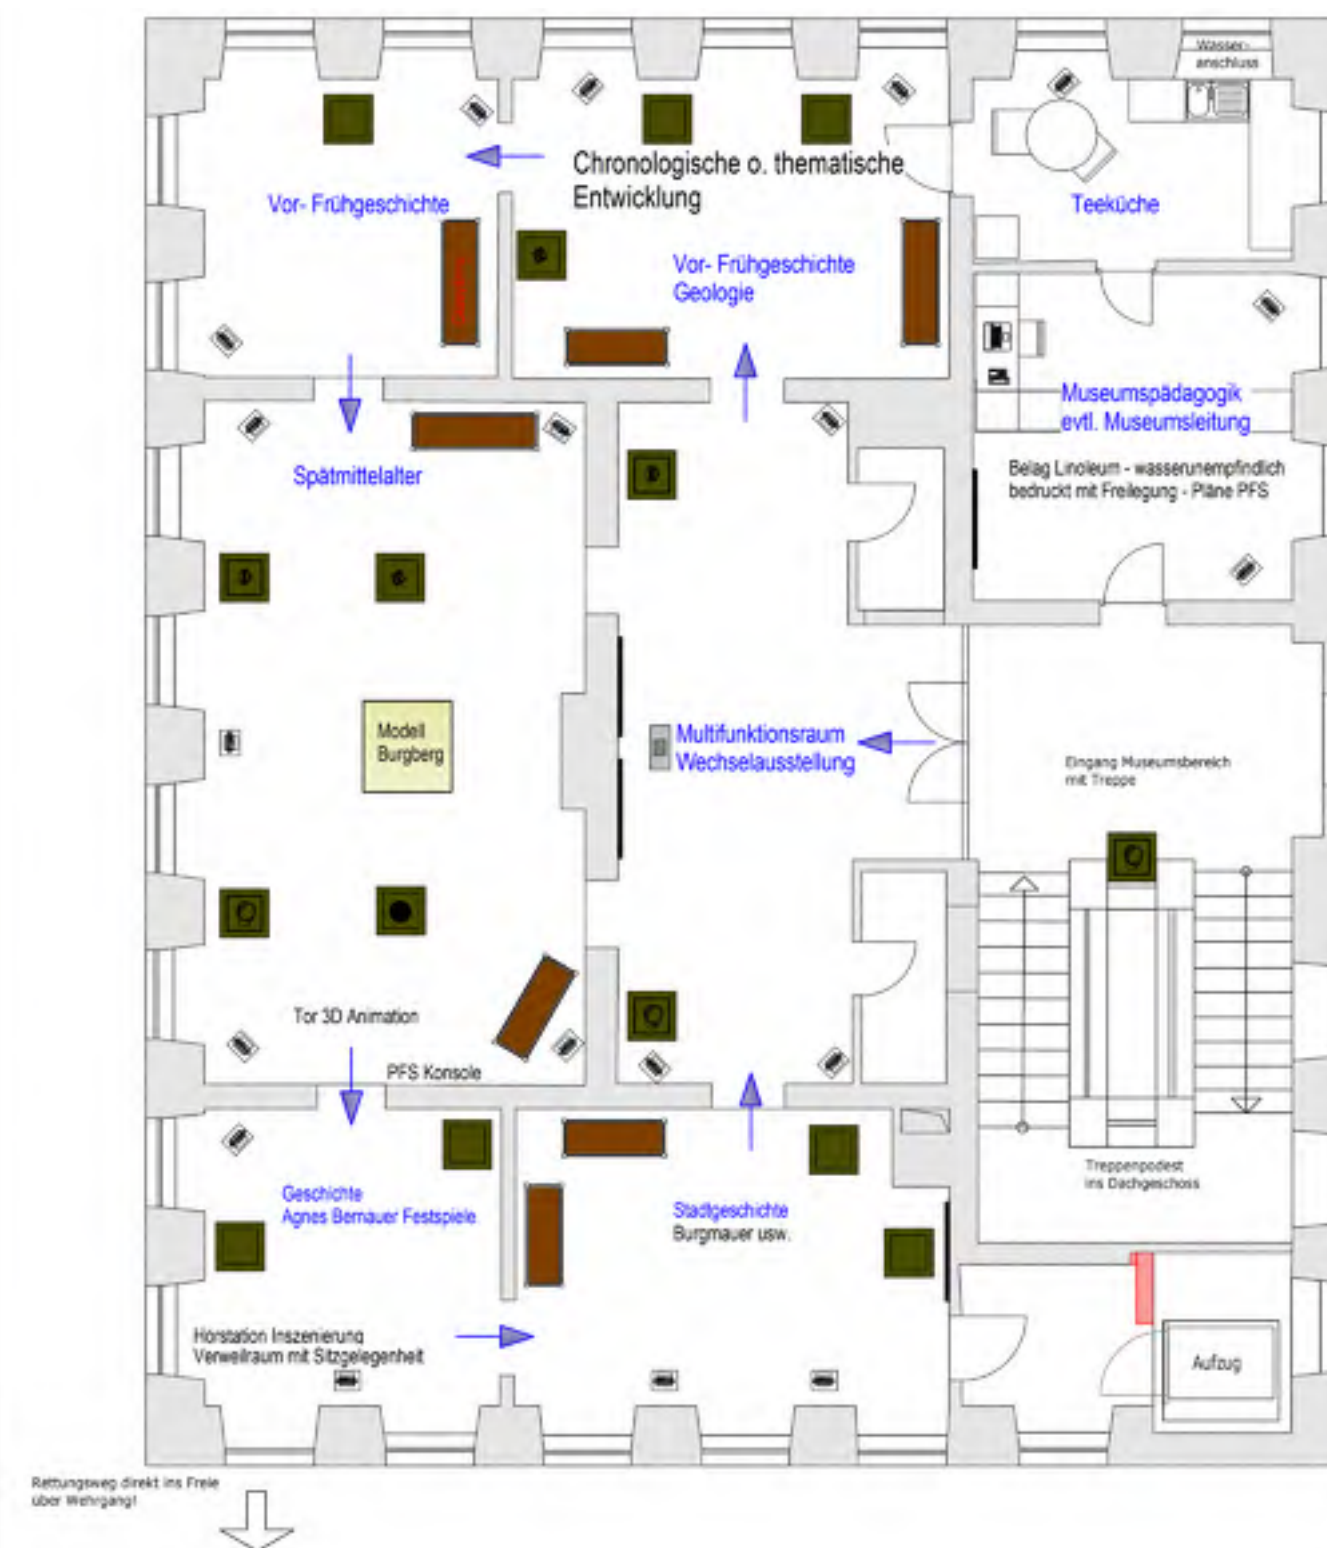 Wasser-
anschluss
Chronologische o. thematische
Entwicklung
Vor- Frühgeschichte
Teeküche
Vor- Frühgeschichte
Geologie
Museumspädagogik
evtl. Museumsleitung
Belag Linoleum - wasserunempfindlich
bedruckt mit Freilegung - Pläne PFS
Spätmittelalter
Modell
Burgberg
Multifunktionsraum
Wechselausstellung
Eingang Museumsbereich
mit Treppe
Tor 3D Animation
PFS Konsole
Treppenpodest
ins Dachgeschoss
Geschichte
Agnes Bernauer Festspiele
Stadtgeschichte
Burgmauer usw.
Hörstation Inszenierung
Verweilraum mit Sitzgelegenheit
Aufzug
Rettungsweg direkt ins Freie
über Wehrgang!